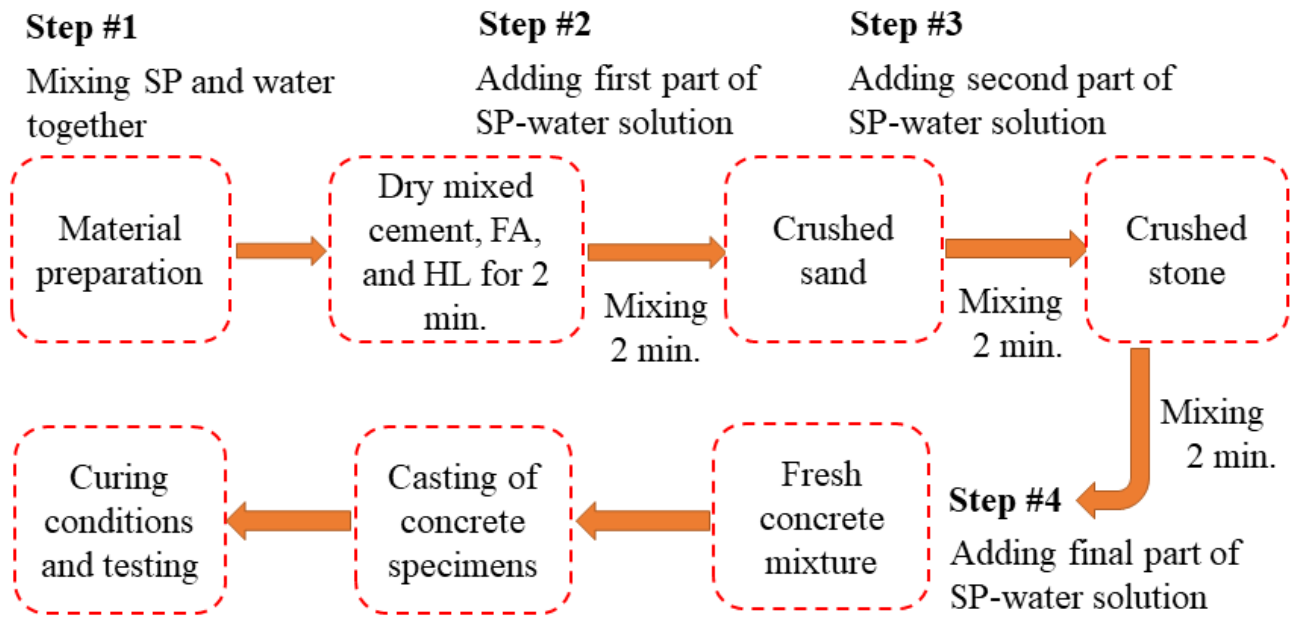 Step #1
Mixing SP and water
together
Step #2
Adding first part of
SP-water solution
Step #3
Adding second part of
SP-water solution
Material
preparation
Dry mixed
cement, FA,
and HL for 2
min.
Mixing
2 min.
Crushed
sand
Mixing
2 min.
Crushed
stone
Mixing
2 min.
Step #4
Adding final part of
SP-water solution
Fresh
concrete
mixture
Casting of
concrete
specimens
Curing
conditions
and testing